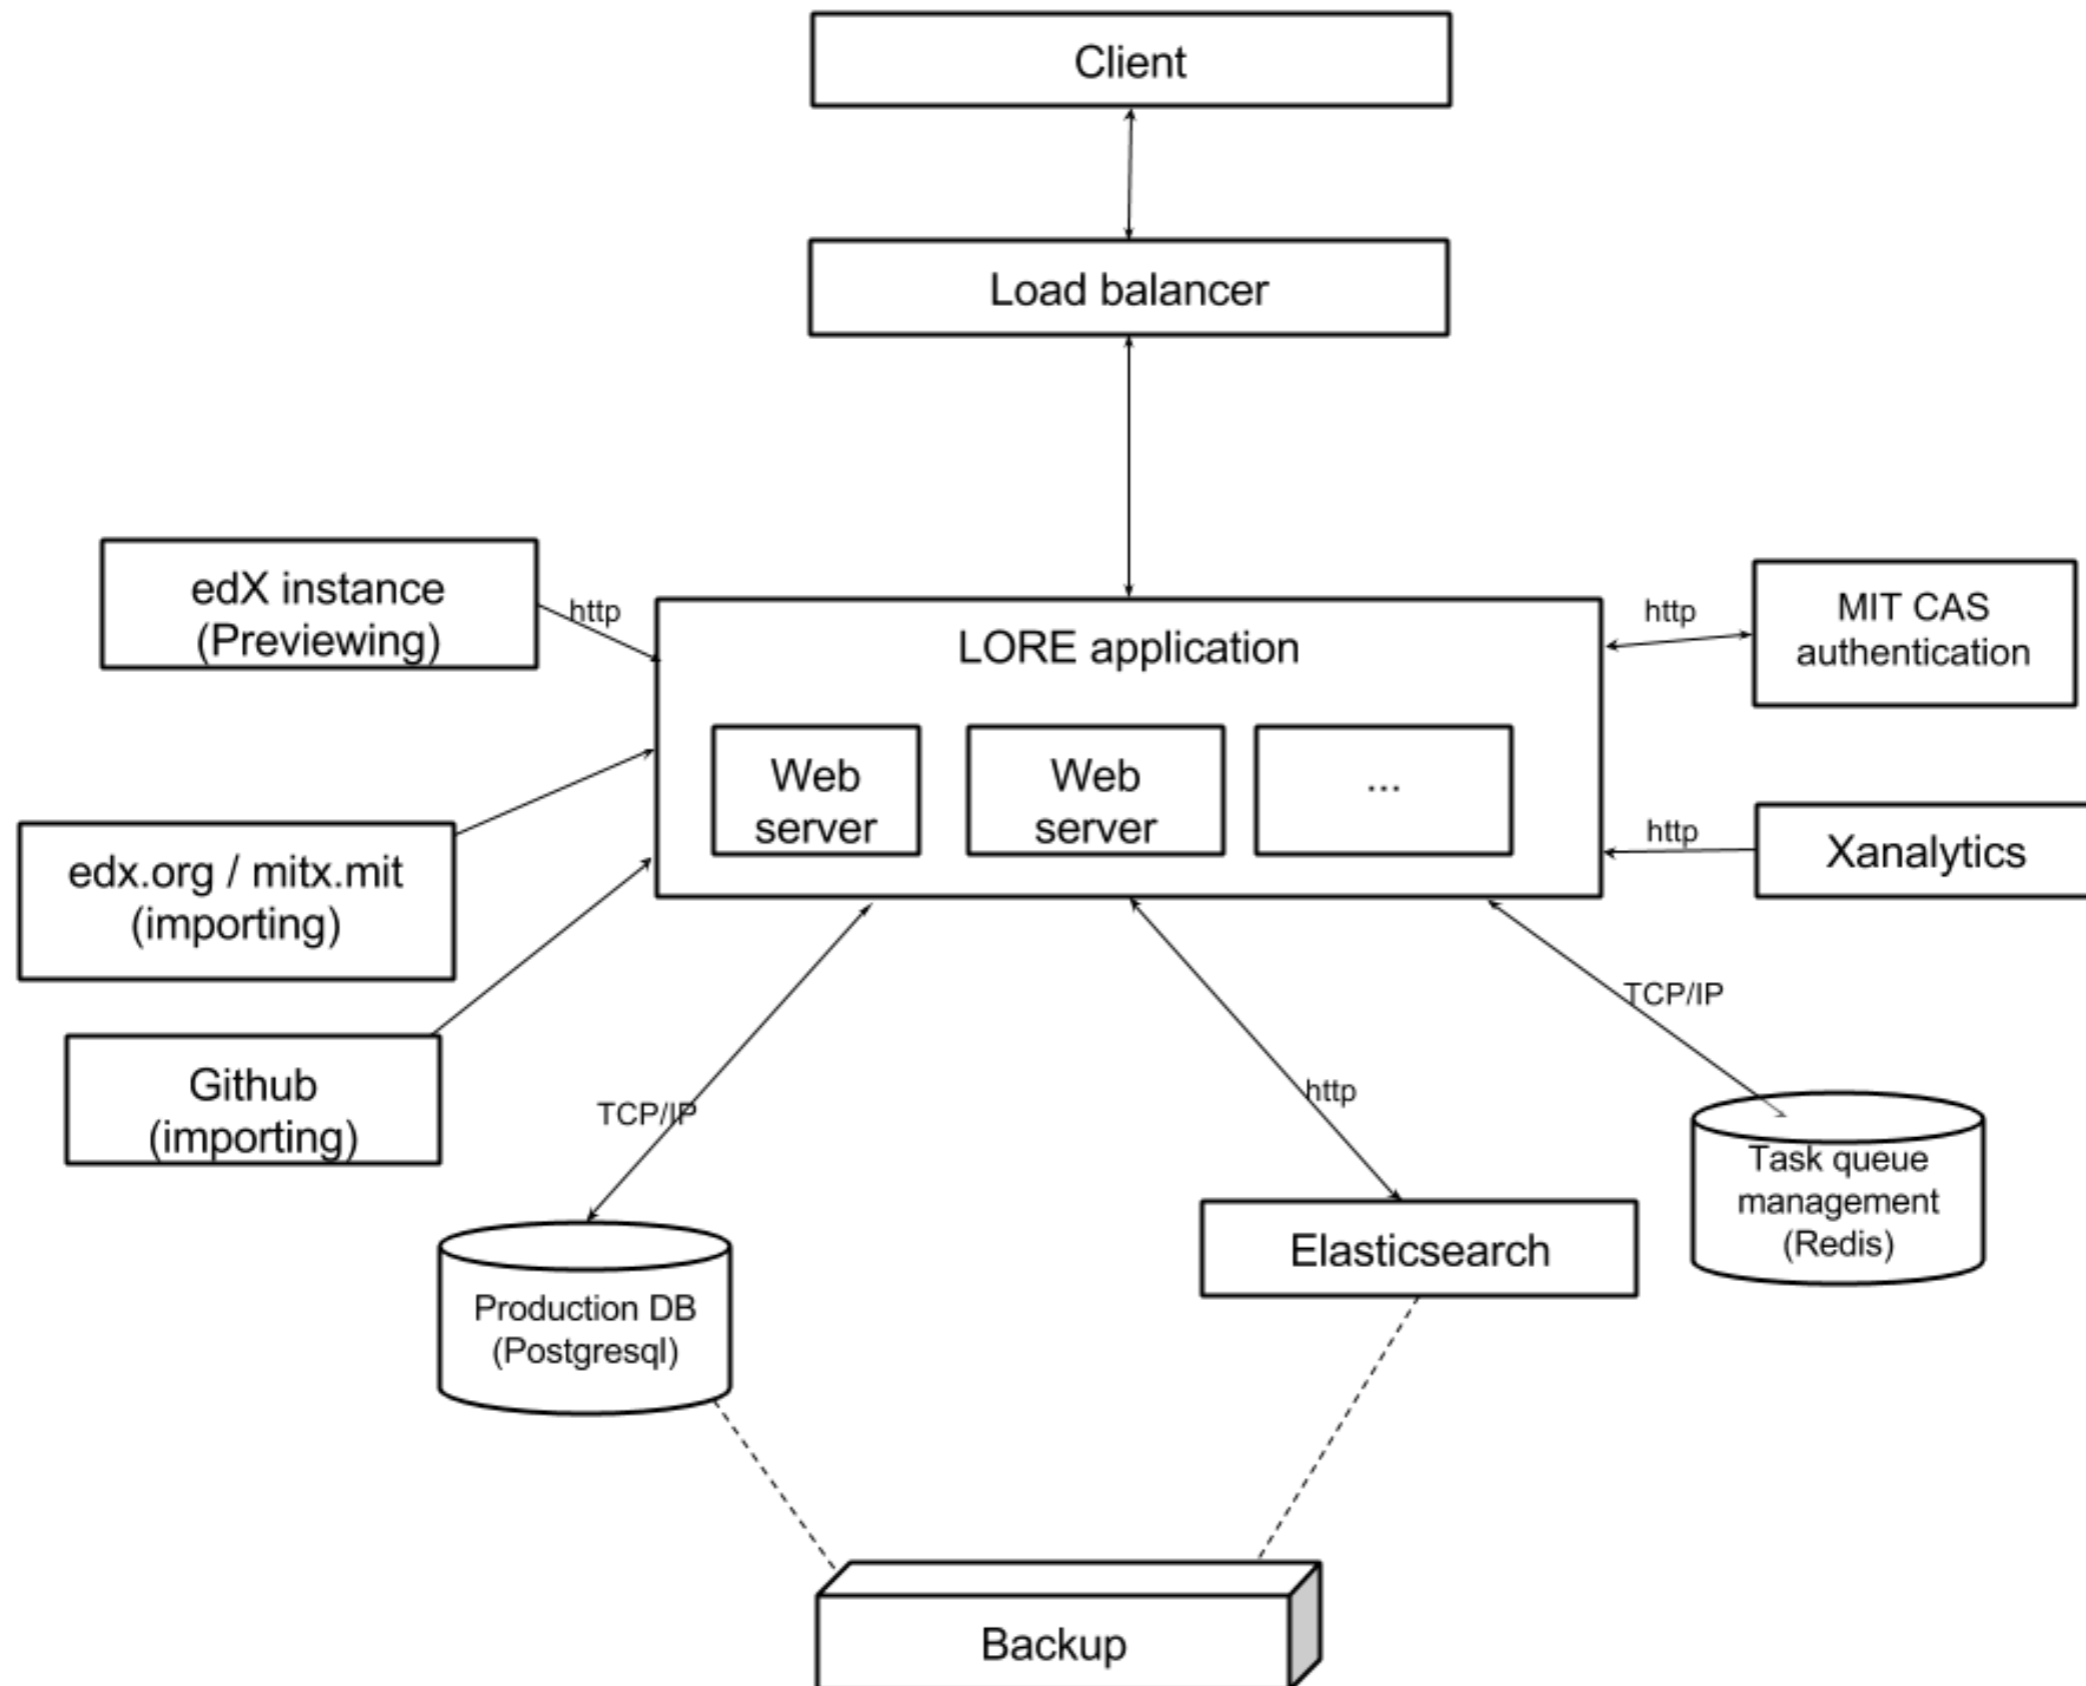 Client
Load balancer
edX instance
(Previewing)
http
LORE application
http
MIT CAS
authentication
Web
server
Web
server
...
edx.org / mitx.mit
(importing)
http
Xanalytics
Github
(importing)
TCP/IP
http
TCP/IP
Task queue
management
(Redis)
Production DB
(Postgresql)
Elasticsearch
Backup